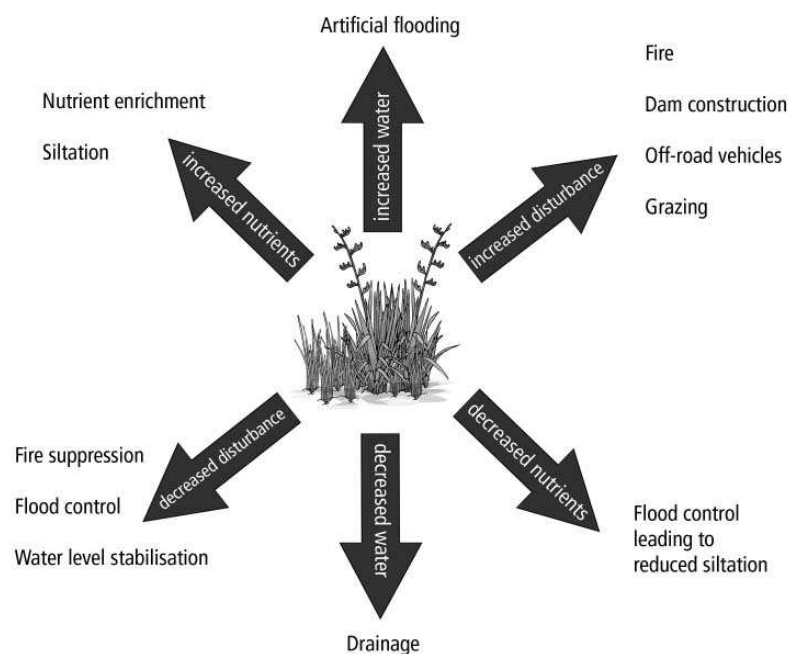 Artificial flooding
increased water
Fire
Dam construction
Off-road vehicles
Grazing
increased disturbance
Nutrient enrichment
Siltation
increased nutrients
decreased disturbance
Fire suppression
Flood control
Water level stabilisation
decreased water
Drainage
decreased nutrients
Flood control
leading to
reduced siltation